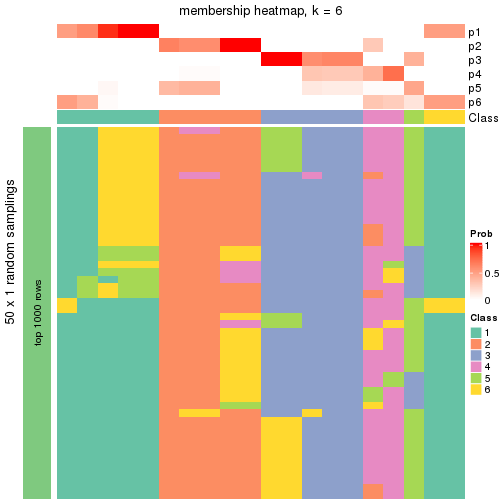 membership heatmap, k = 6
p1
p2
p3
p4
p5
p6
Class
50 x 1 random samplings
top 1000 rows
Prob
1
0.5
0
Class
1
2
3
4
5
6